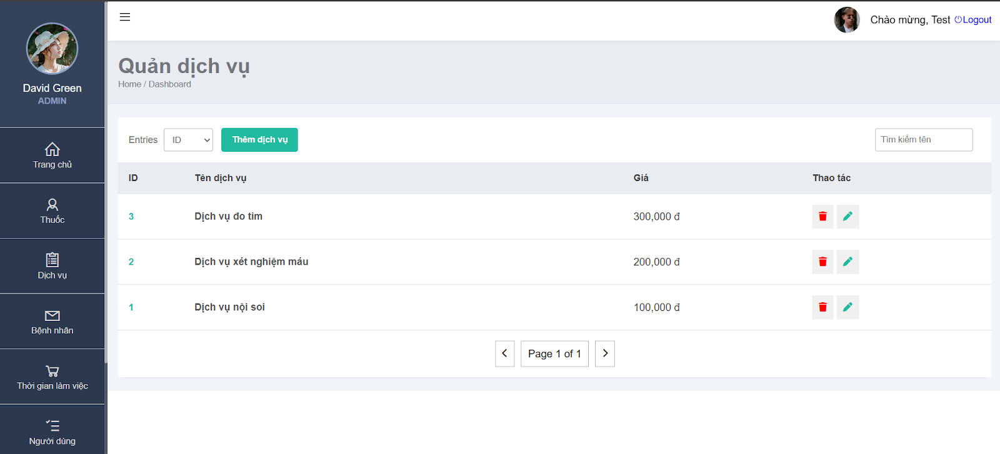 Chào mừng, Test Logout
David Green
ADMIN
Trang chủ
Thuốc
Dịch vụ
Bệnh nhân
Thời gian làm việc
Người dùng
Quản dịch vụ
Home / Dashboard
Entries ID Thêm dịch vụ Tìm kiếm tên
ID Tên dịch vụ Giá Thao tác
3 Dịch vụ đo tim 300,000 đ
2 Dịch vụ xét nghiệm máu 200,000 đ
1 Dịch vụ nội soi 100,000 đ
Page 1 of 1